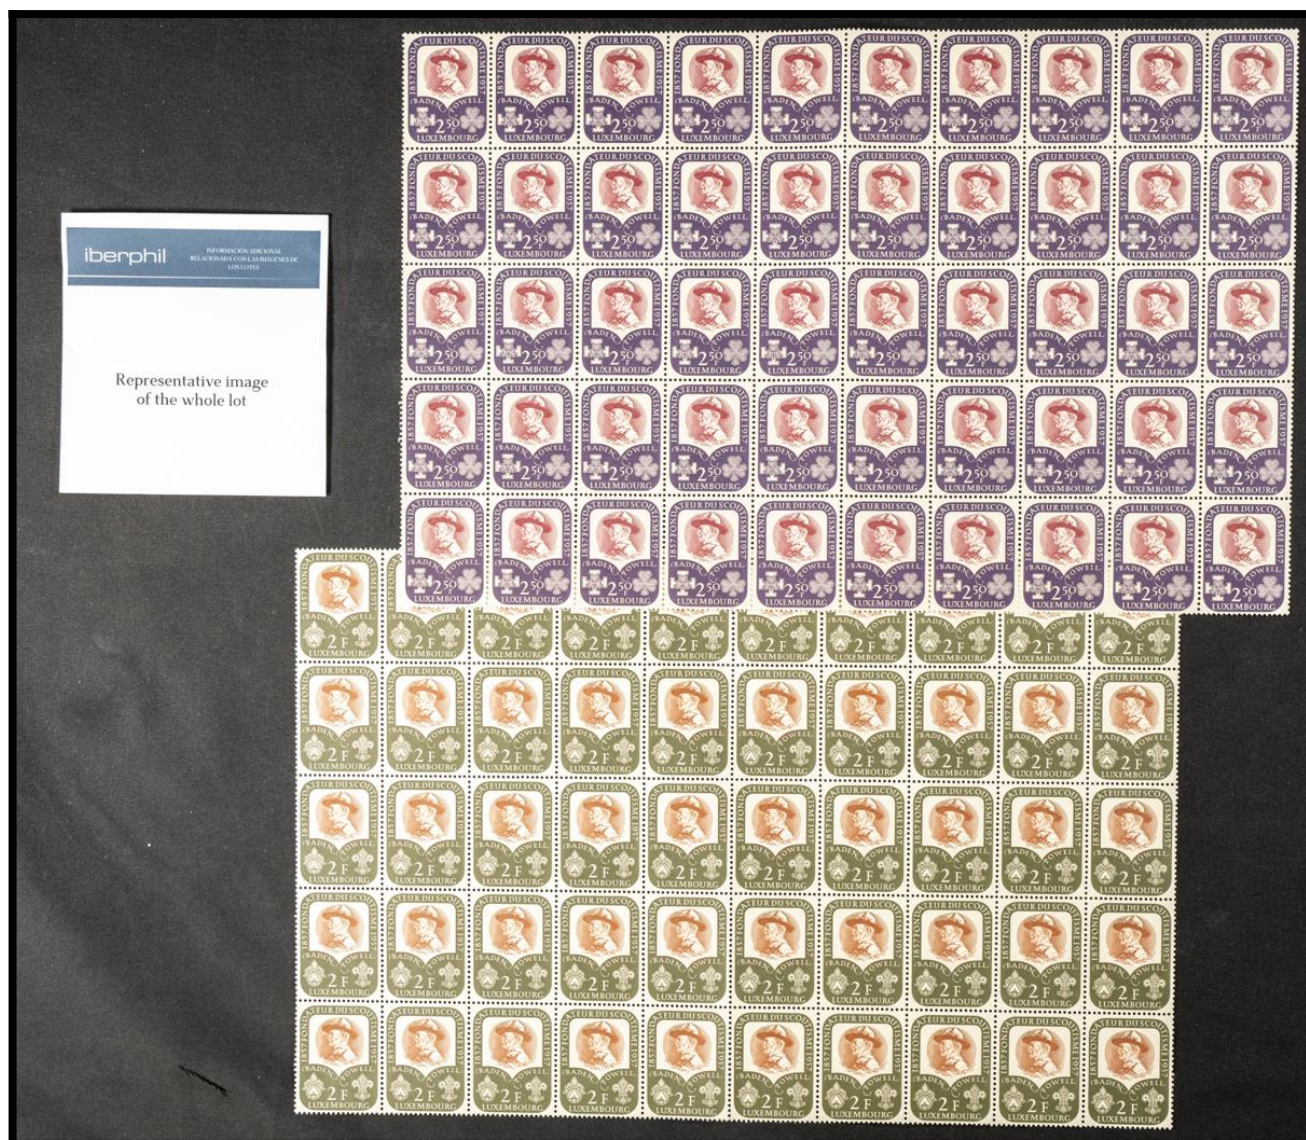 iberphil
INFORMACIÓN ADICIONAL
RELACIONADA CON LAS IMÁGENES DE
LOS LOTES
Representative image
of the whole lot
1857 FONDATEUR DU SCOUTISME 1957
BADEN POWELL
2.50 F
LUXEMBOURG
1857 FONDATEUR DU SCOUTISME 1957
BADEN POWELL
2 F
LUXEMBOURG